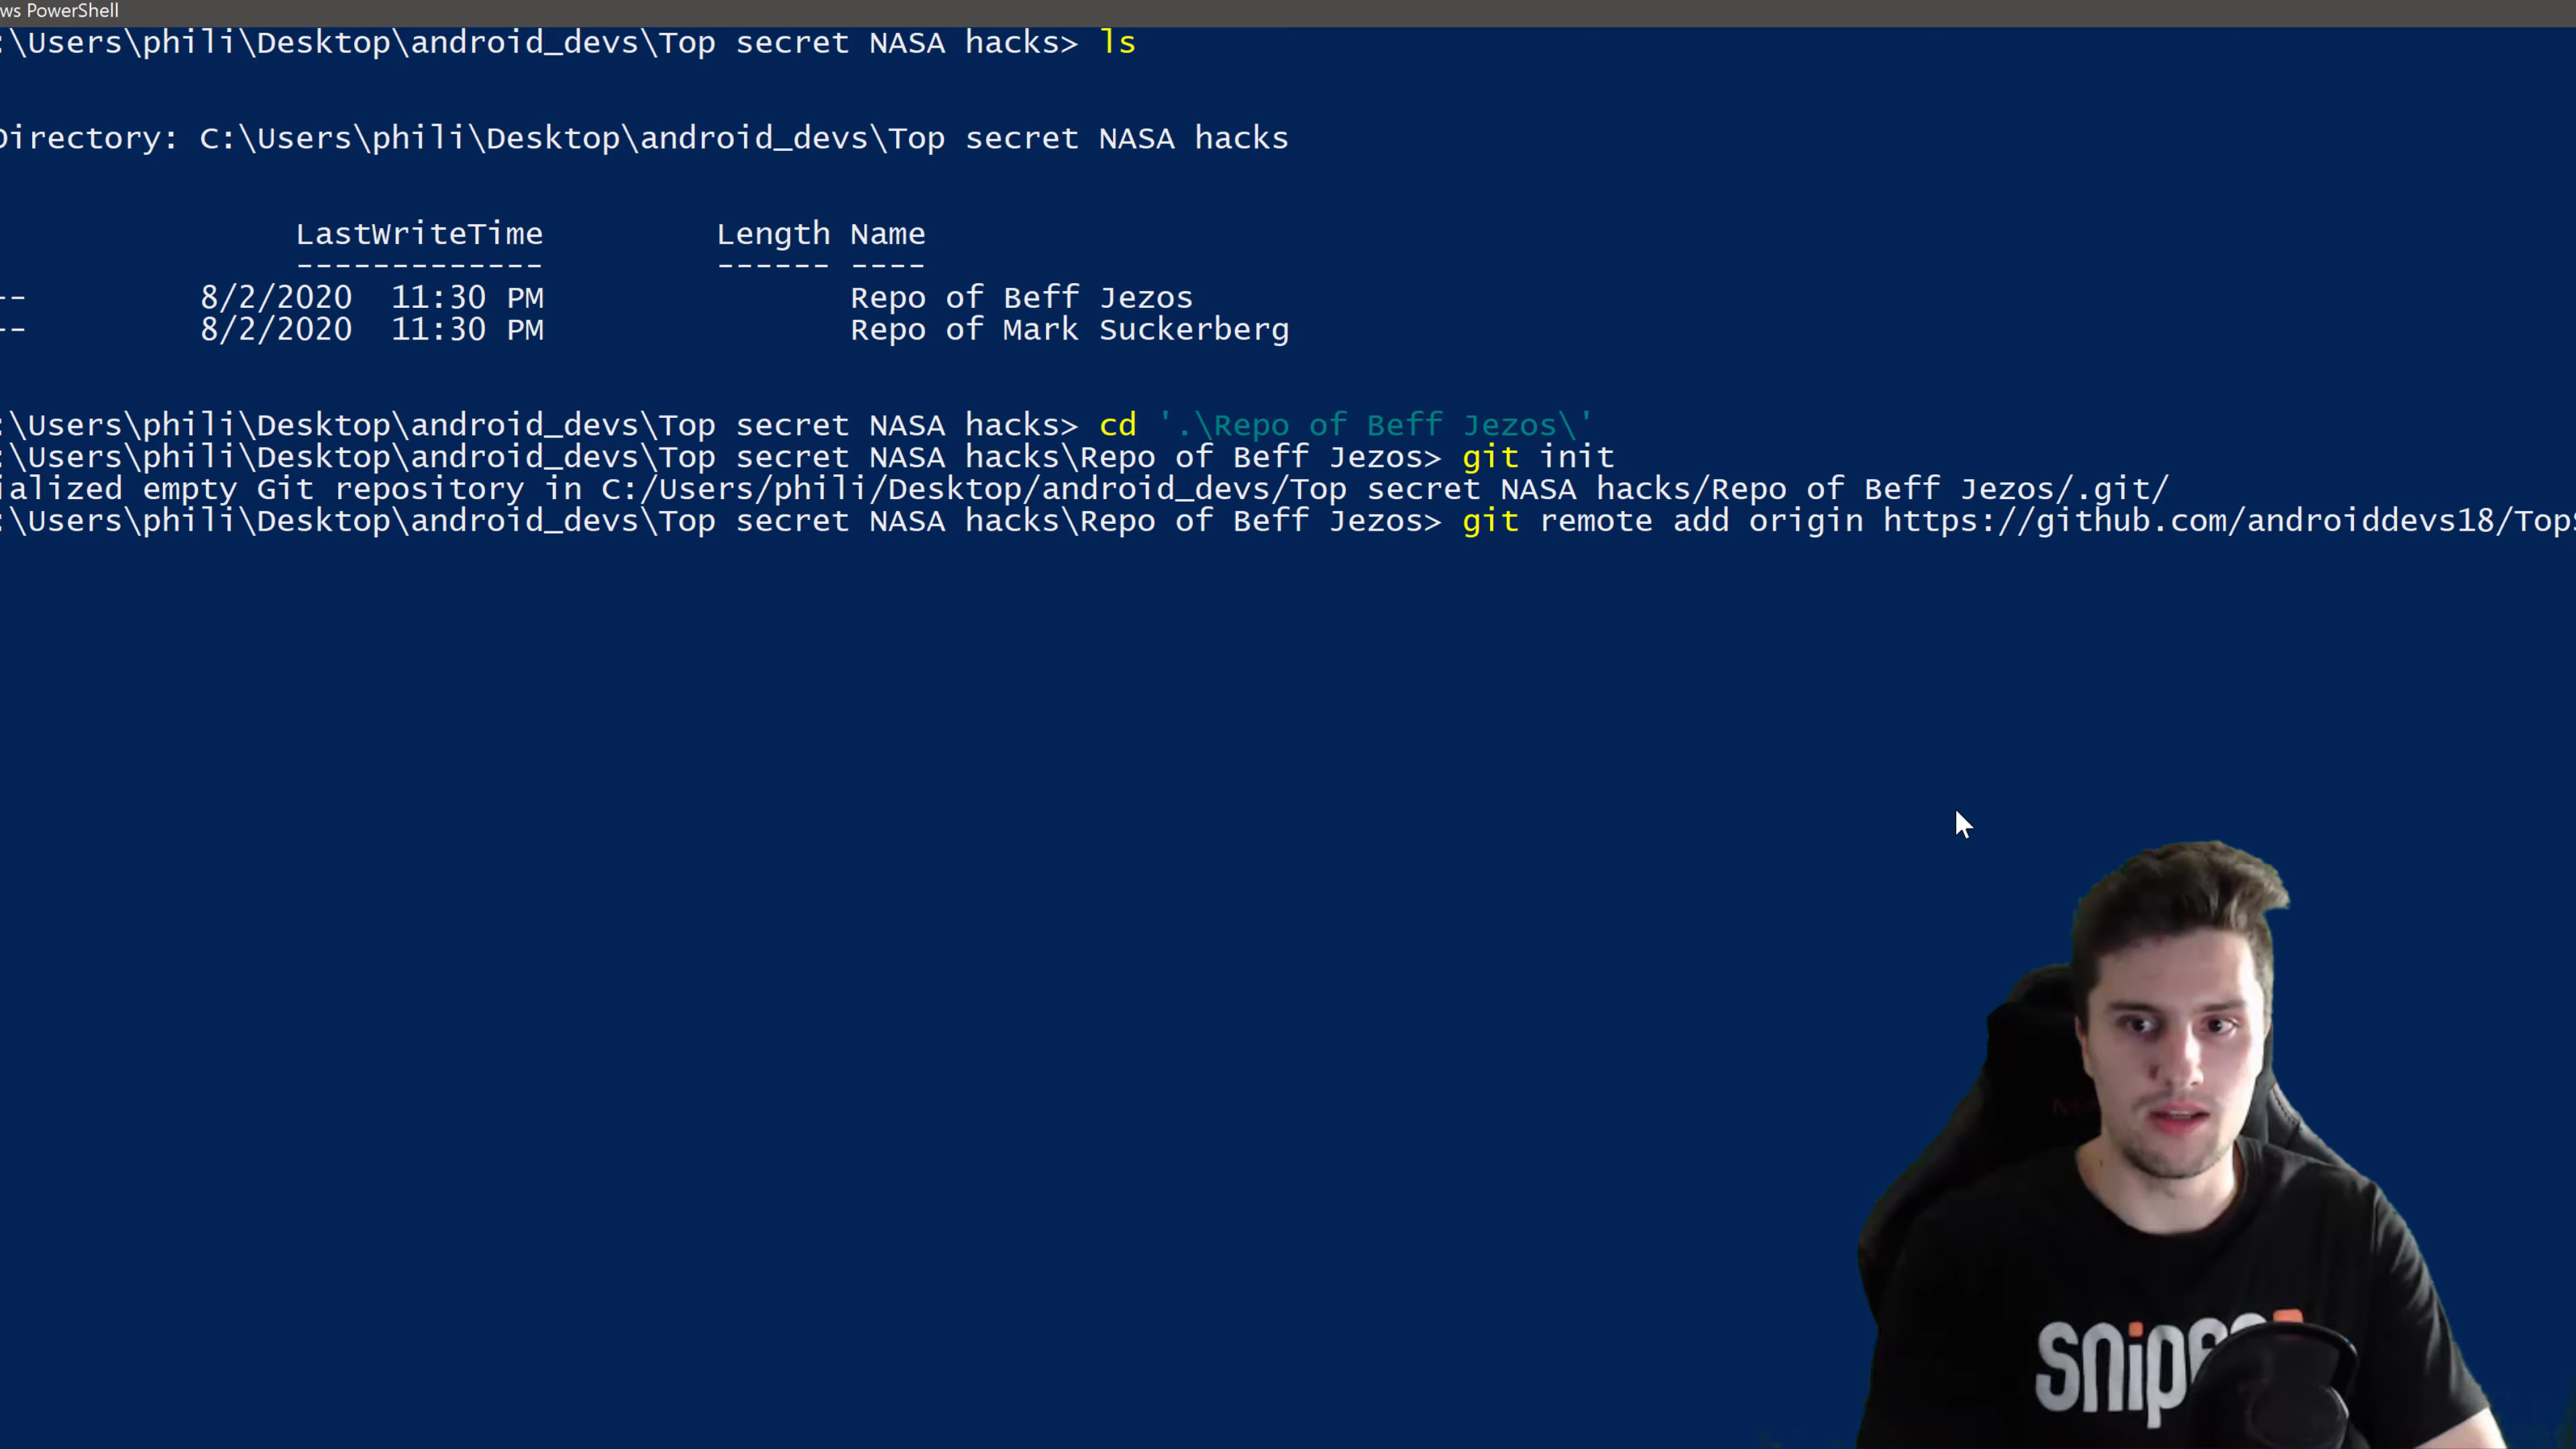 ws PowerShell
:\Users\phili\Desktop\android_devs\Top secret NASA hacks> ls
Directory: C:\Users\phili\Desktop\android_devs\Top secret NASA hacks
LastWriteTime Length Name
------------- ------ ----
-- 8/2/2020 11:30 PM Repo of Beff Jezos
-- 8/2/2020 11:30 PM Repo of Mark Suckerberg
:\Users\phili\Desktop\android_devs\Top secret NASA hacks> cd '.\Repo of Beff Jezos\'
:\Users\phili\Desktop\android_devs\Top secret NASA hacks\Repo of Beff Jezos> git init
ialized empty Git repository in C:/Users/phili/Desktop/android_devs/Top secret NASA hacks/Repo of Beff Jezos/.git/
:\Users\phili\Desktop\android_devs\Top secret NASA hacks\Repo of Beff Jezos> git remote add origin https://github.com/androiddevs18/TopS